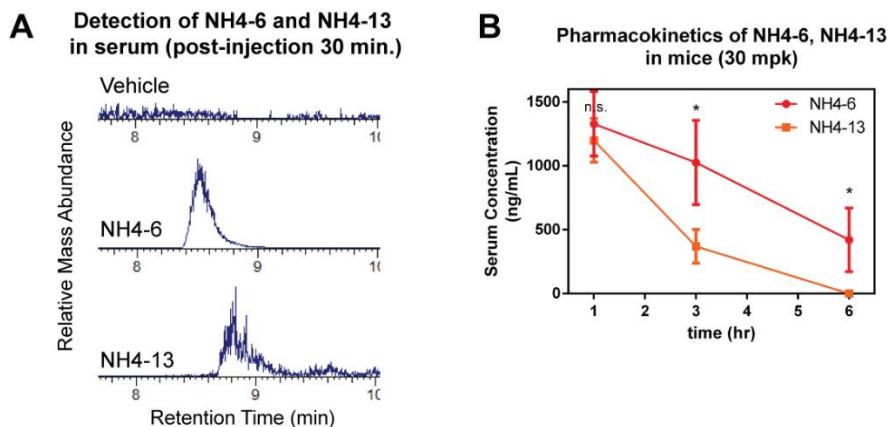 A
Detection of NH4-6 and NH4-13
in serum (post-injection 30 min.)
Relative Mass Abundance
Vehicle
8 9 10
NH4-6
8 9 10
NH4-13
8 9 10
Retention Time (min)
B
Pharmacokinetics of NH4-6, NH4-13
in mice (30 mpk)
Serum Concentration
(ng/mL)
1500
1000
500
0
n.s.
*
*
NH4-6
NH4-13
1 2 3 4 5 6
time (hr)